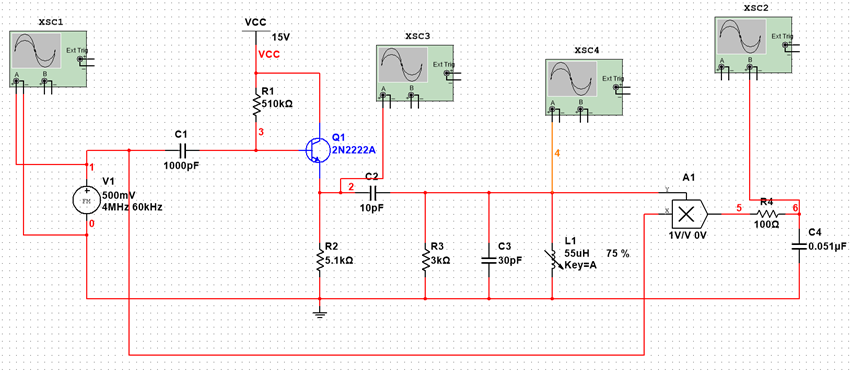 XSC1
Ext Trig
A
B
VCC
15V
VCC
XSC3
Ext Trig
A
B
XSC4
Ext Trig
A
B
XSC2
Ext Trig
A
B
R1
510kΩ
3
Q1
2N2222A
C1
1000pF
1
V1
500mV
4MHz 60kHz
FM
0
2
C2
10pF
4
A1
Y
X
1V/V 0V
5
R4
100Ω
6
C4
0.051µF
R2
5.1kΩ
R3
3kΩ
C3
30pF
L1
55uH
Key=A
75 %